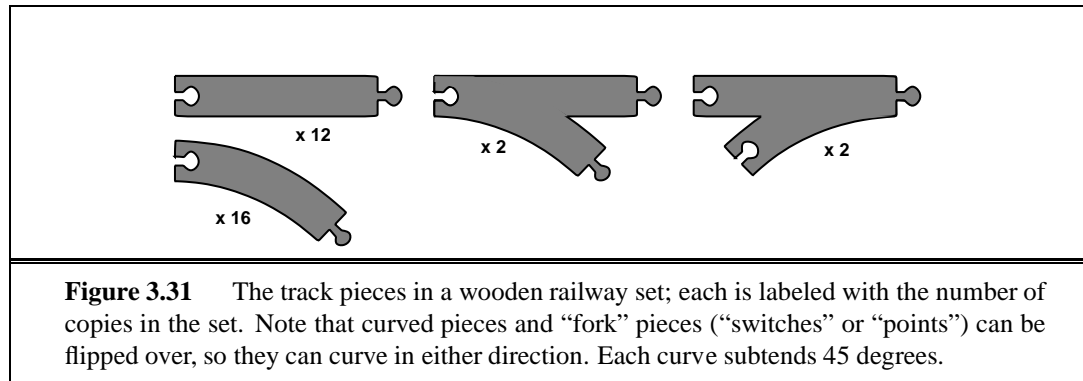 x 12
x 2
x 2
x 16
Figure 3.31 The track pieces in a wooden railway set; each is labeled with the number of
copies in the set. Note that curved pieces and “fork” pieces (“switches” or “points”) can be
flipped over, so they can curve in either direction. Each curve subtends 45 degrees.